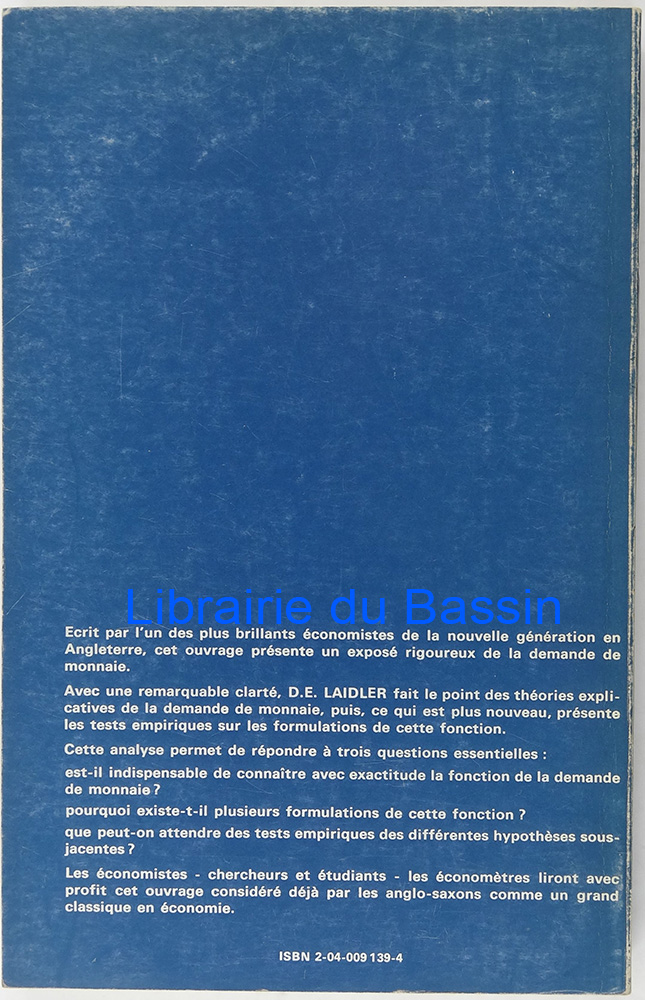 Librairie du Bassin
Ecrit par l'un des plus brillants économistes de la nouvelle génération en
Angleterre, cet ouvrage présente un exposé rigoureux de la demande de
monnaie.
Avec une remarquable clarté, D.E. LAIDLER fait le point des théories expli-
catives de la demande de monnaie, puis, ce qui est plus nouveau, présente
les tests empiriques sur les formulations de cette fonction.
Cette analyse permet de répondre à trois questions essentielles :
est-il indispensable de connaître avec exactitude la fonction de la demande
de monnaie ?
pourquoi existe-t-il plusieurs formulations de cette fonction ?
que peut-on attendre des tests empiriques des différentes hypothèses sous-
jacentes ?
Les économistes - chercheurs et étudiants - les économètres liront avec
profit cet ouvrage considéré déjà par les anglo-saxons comme un grand
classique en économie.
ISBN 2-04-009139-4